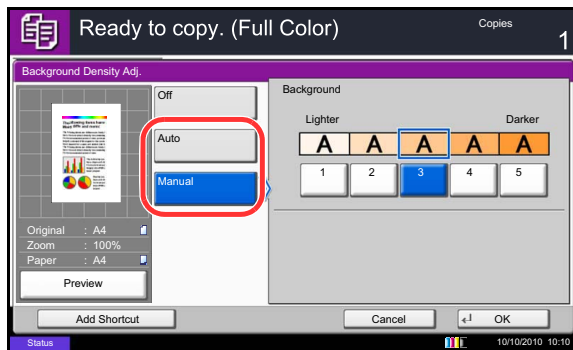 Ready to copy. (Full Color)
Copies
1
Background Density Adj.
Off
Auto
Manual
Background
Lighter
Darker
A A A A A
1 2 3 4 5
Original : A4
Zoom : 100%
Paper : A4
Preview
Add Shortcut
Cancel
OK
Status
10/10/2010 10:10